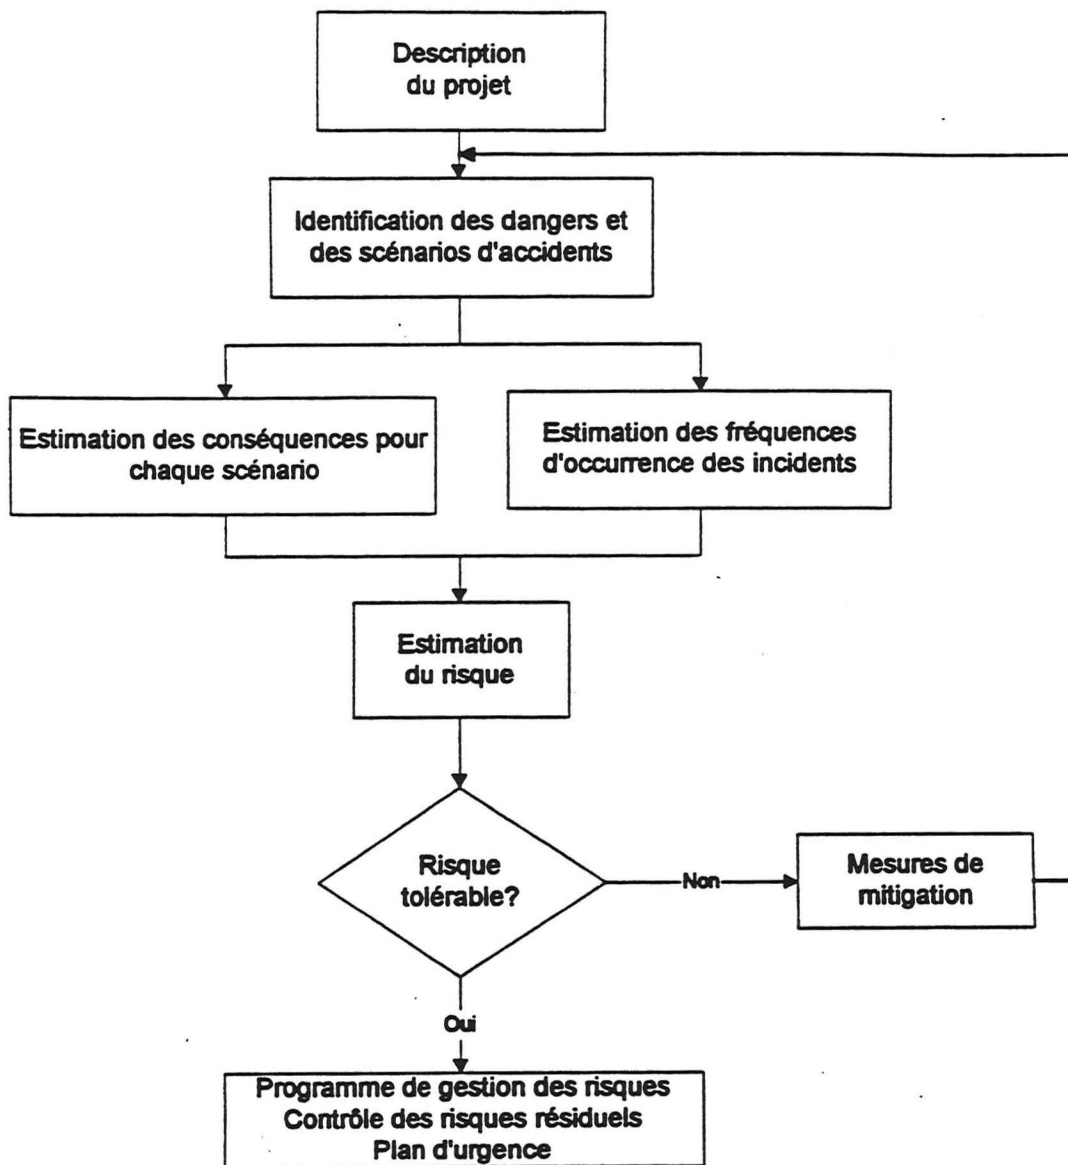 Description
du projet
Identification des dangers et
des scénarios d'accidents
Estimation des conséquences pour
chaque scénario
Estimation des fréquences
d'occurrence des incidents
Estimation
du risque
Risque
tolérable?
Non
Mesures de
mitigation
Oui
Programme de gestion des risques
Contrôle des risques résiduels
Plan d'urgence